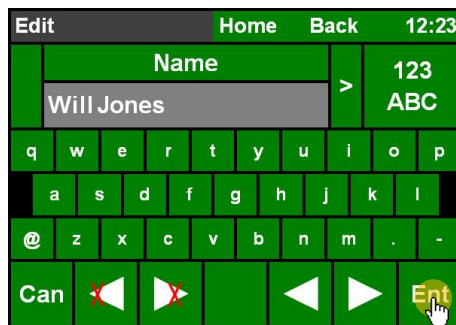 Edit Home Back 12:23
Name
>
123
ABC
Will Jones
q w e r t y u i o p
a s d f g h j k l
@ z x c v b n m . -
Can Ent